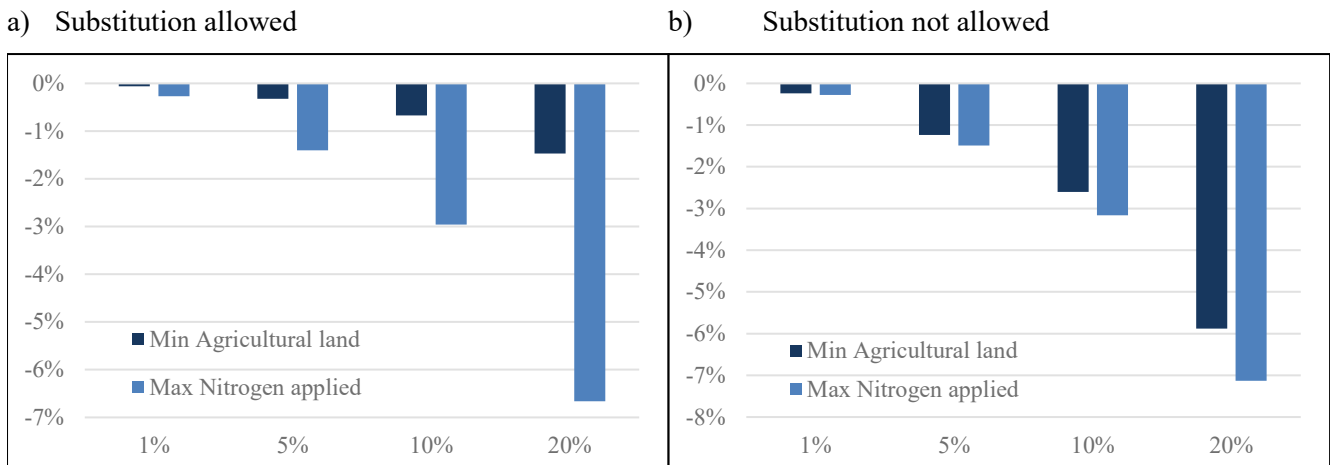 a) Substitution allowed
0%
-1%
-2%
-3%
-4%
-5%
-6%
-7%
Min Agricultural land
Max Nitrogen applied
1% 5% 10% 20%
b) Substitution not allowed
0%
-1%
-2%
-3%
-4%
-5%
-6%
-7%
-8%
Min Agricultural land
Max Nitrogen applied
1% 5% 10% 20%